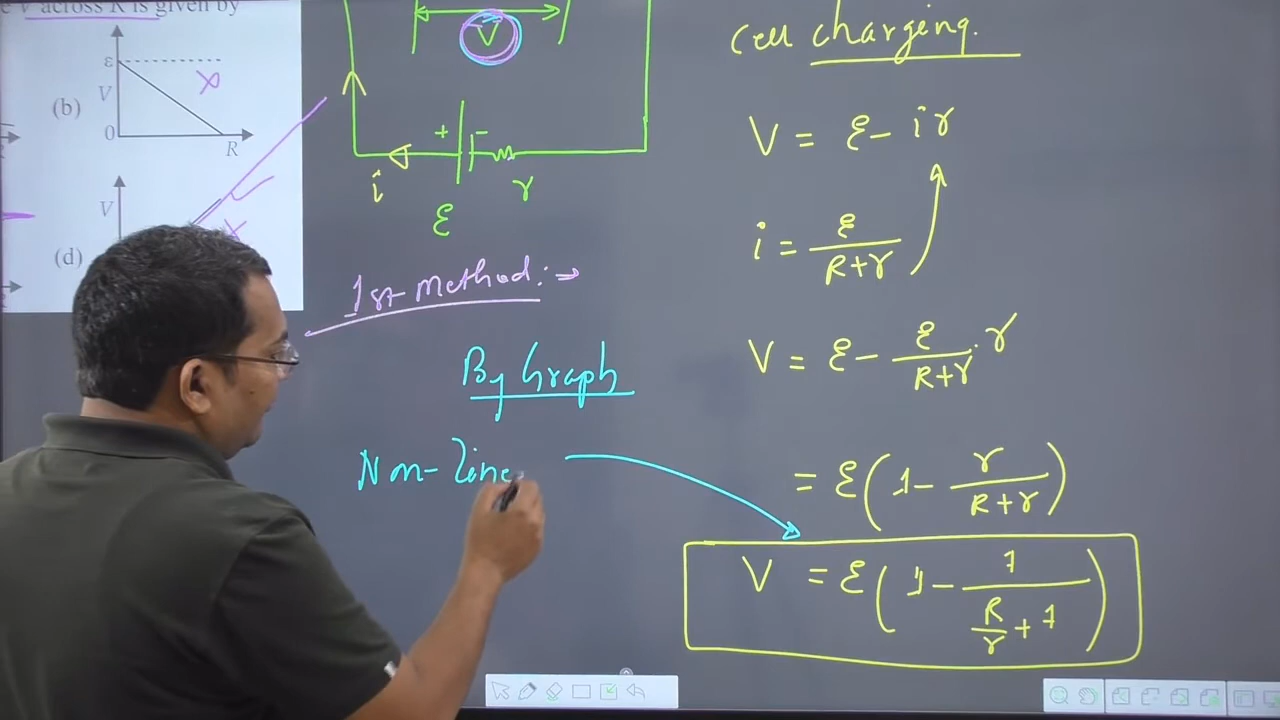 V across R is given by
ε
V
0
R
(b)
V
(d)
V
+ -
i
r
ε
1st method :→
By Graph
Non-line
Cell charging.
V = ε - ir
i = ε/(R+r)
V = ε - ε/(R+r) . r
= ε(1 - r/(R+r))
V = ε(1 - 1/(R/r + 1))